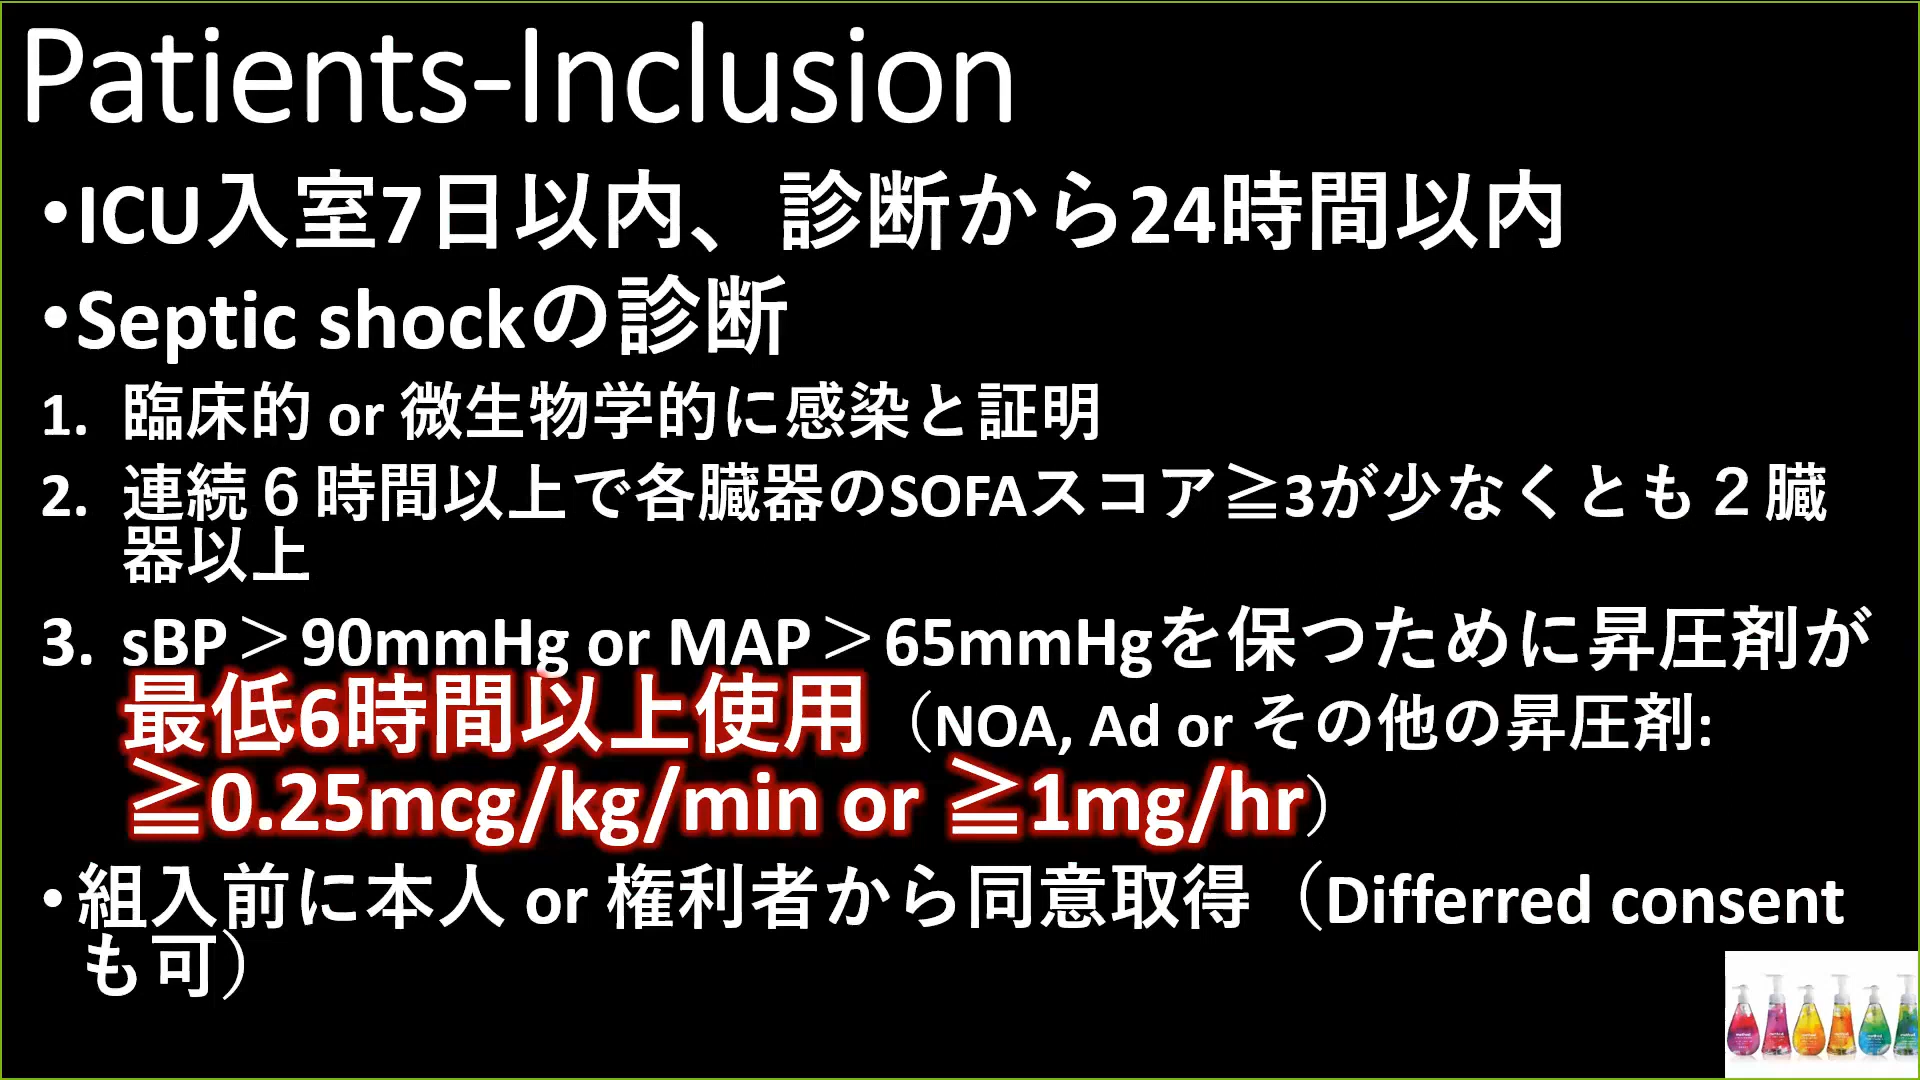 Patients-Inclusion
•ICU入室7日以内、診断から24時間以内
•Septic shockの診断
1. 臨床的 or 微生物学的に感染と証明
2. 連続６時間以上で各臓器のSOFAスコア≧3が少なくとも２臓
器以上
3. sBP＞90mmHg or MAP＞65mmHgを保つために昇圧剤が
最低6時間以上使用（NOA, Ad or その他の昇圧剤:
≧0.25mcg/kg/min or ≧1mg/hr）
•組入前に本人 or 権利者から同意取得（Differred consent
も可）